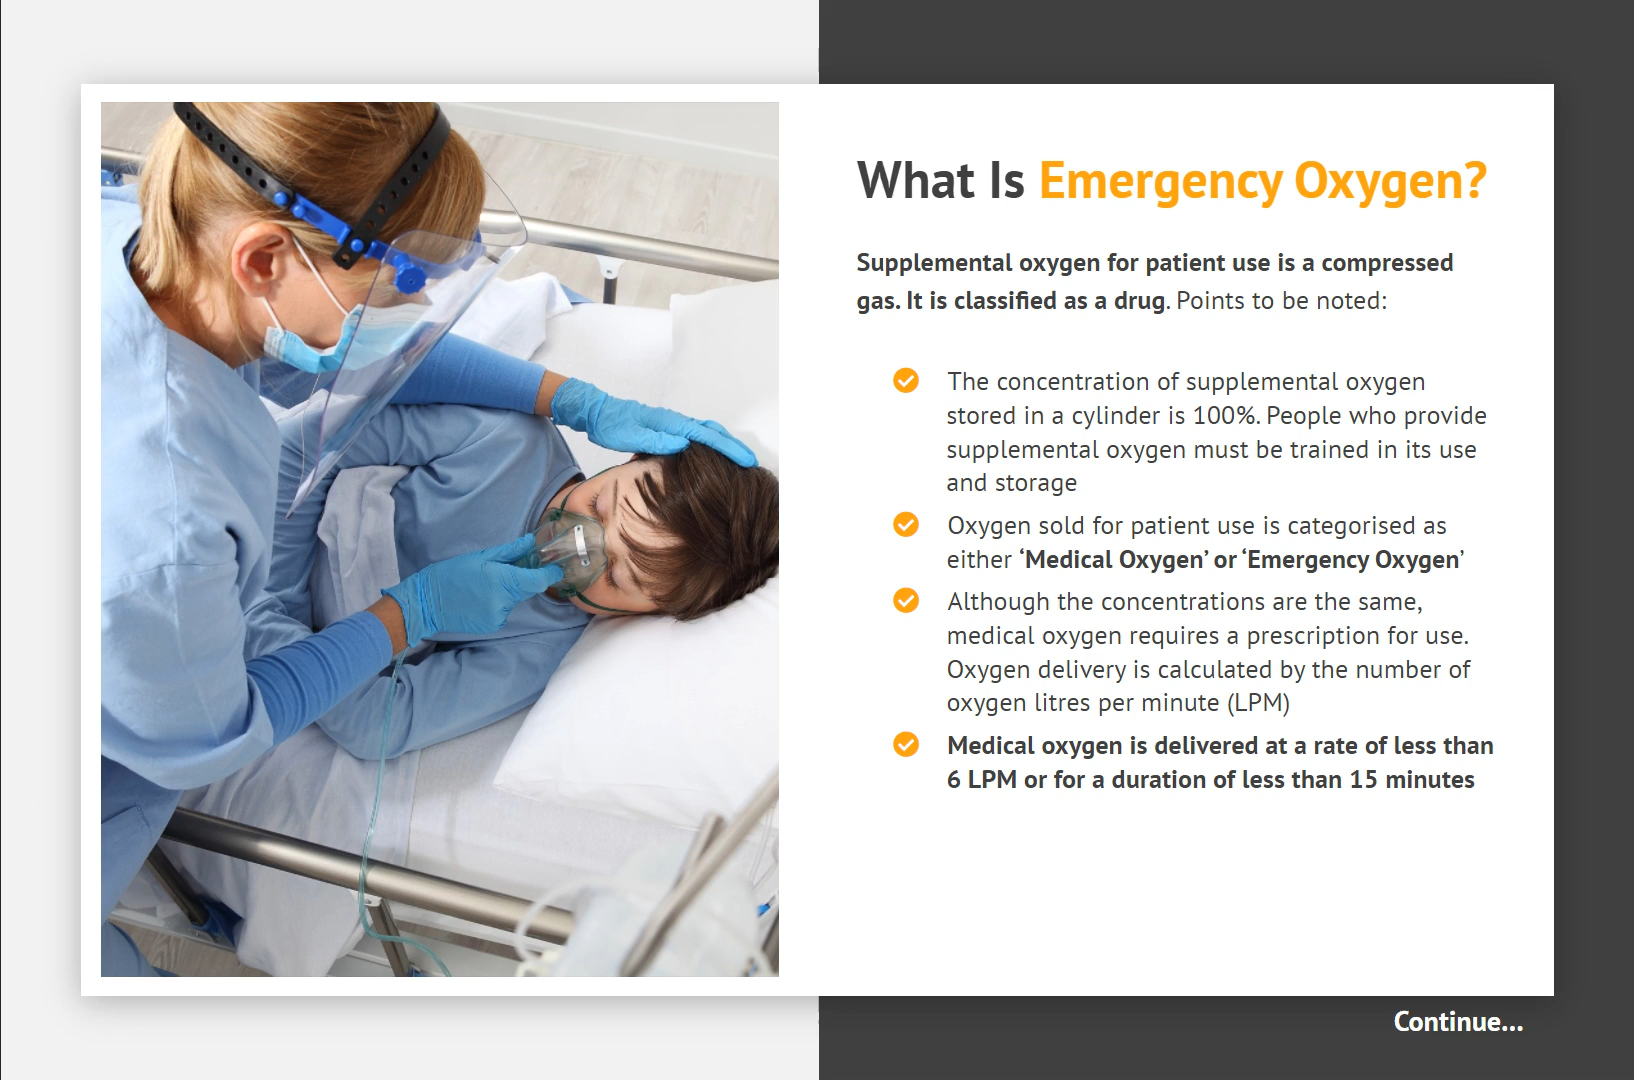 What Is Emergency Oxygen?
Supplemental oxygen for patient use is a compressed
gas. It is classified as a drug. Points to be noted:
The concentration of supplemental oxygen
stored in a cylinder is 100%. People who provide
supplemental oxygen must be trained in its use
and storage
Oxygen sold for patient use is categorised as
either ‘Medical Oxygen’ or ‘Emergency Oxygen’
Although the concentrations are the same,
medical oxygen requires a prescription for use.
Oxygen delivery is calculated by the number of
oxygen litres per minute (LPM)
Medical oxygen is delivered at a rate of less than
6 LPM or for a duration of less than 15 minutes
Continue...